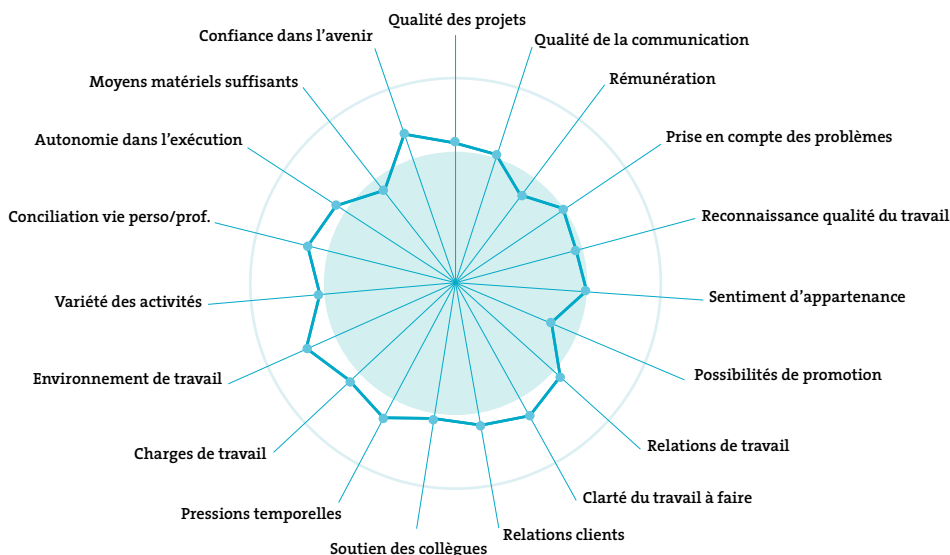 Qualité des projets
Qualité de la communication
Rémunération
Prise en compte des problèmes
Reconnaissance qualité du travail
Sentiment d’appartenance
Possibilités de promotion
Relations de travail
Clarté du travail à faire
Relations clients
Soutien des collègues
Pressions temporelles
Charges de travail
Environnement de travail
Variété des activités
Conciliation vie perso/prof.
Autonomie dans l’exécution
Moyens matériels suffisants
Confiance dans l’avenir